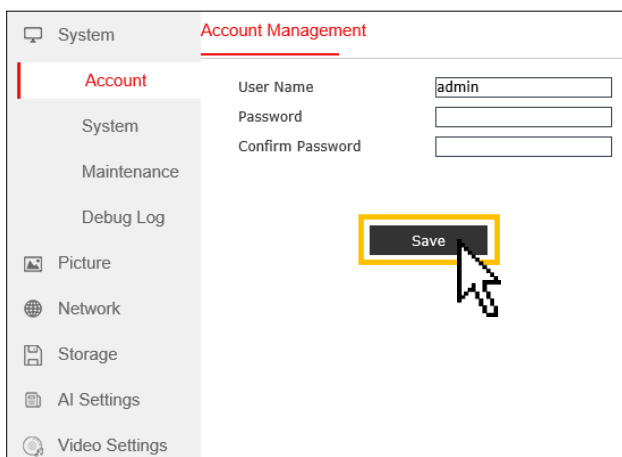 System
Account
System
Maintenance
Debug Log
Picture
Network
Storage
AI Settings
Video Settings
Account Management
User Name admin
Password
Confirm Password
Save